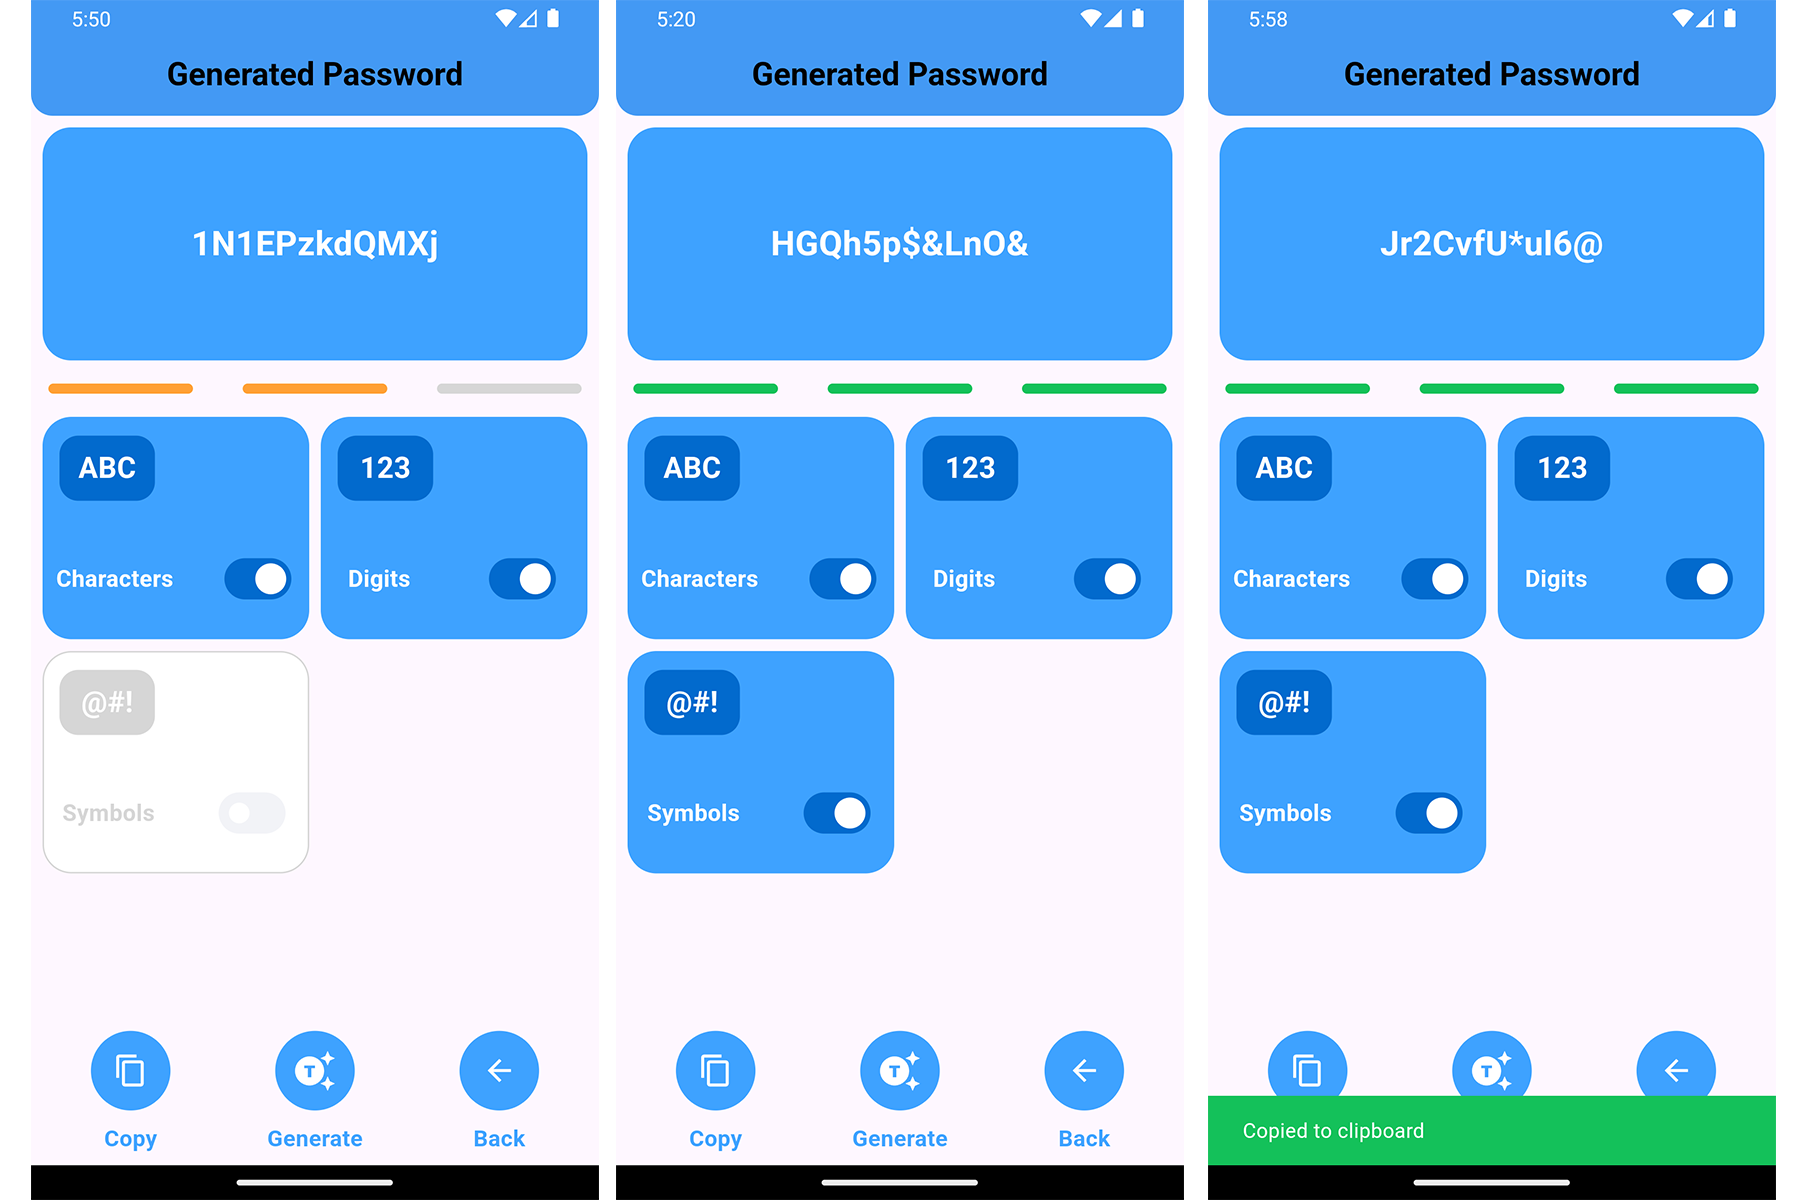 5:50
Generated Password
1N1EPzkdQMXj
ABC
123
Characters
Digits
@#!
Symbols
T
Copy
Generate
Back
5:20
Generated Password
HGQh5p$&LnO&
ABC
123
Characters
Digits
@#!
Symbols
T
Copy
Generate
Back
5:58
Generated Password
Jr2CvfU*ul6@
ABC
123
Characters
Digits
@#!
Symbols
T
Copied to clipboard